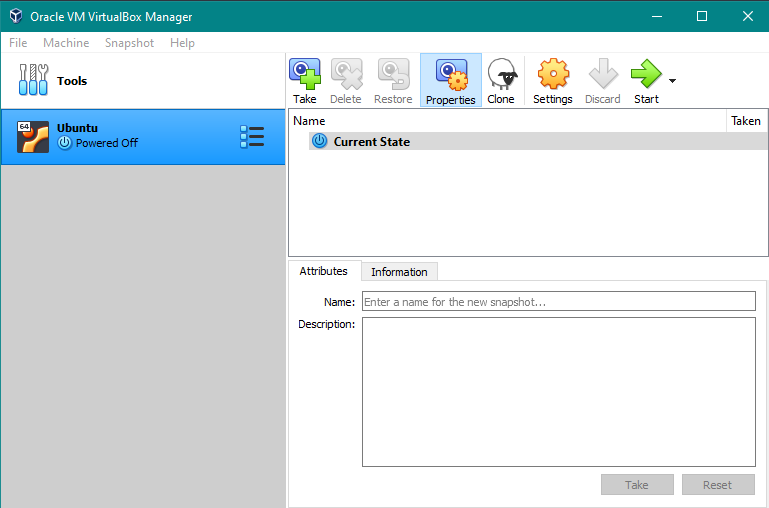 Oracle VM VirtualBox Manager
File Machine Snapshot Help
Tools
Take Delete Restore Properties Clone Settings Discard Start
64
Ubuntu
Powered Off
Name Taken
Current State
Attributes Information
Name: Enter a name for the new snapshot...
Description:
Take Reset